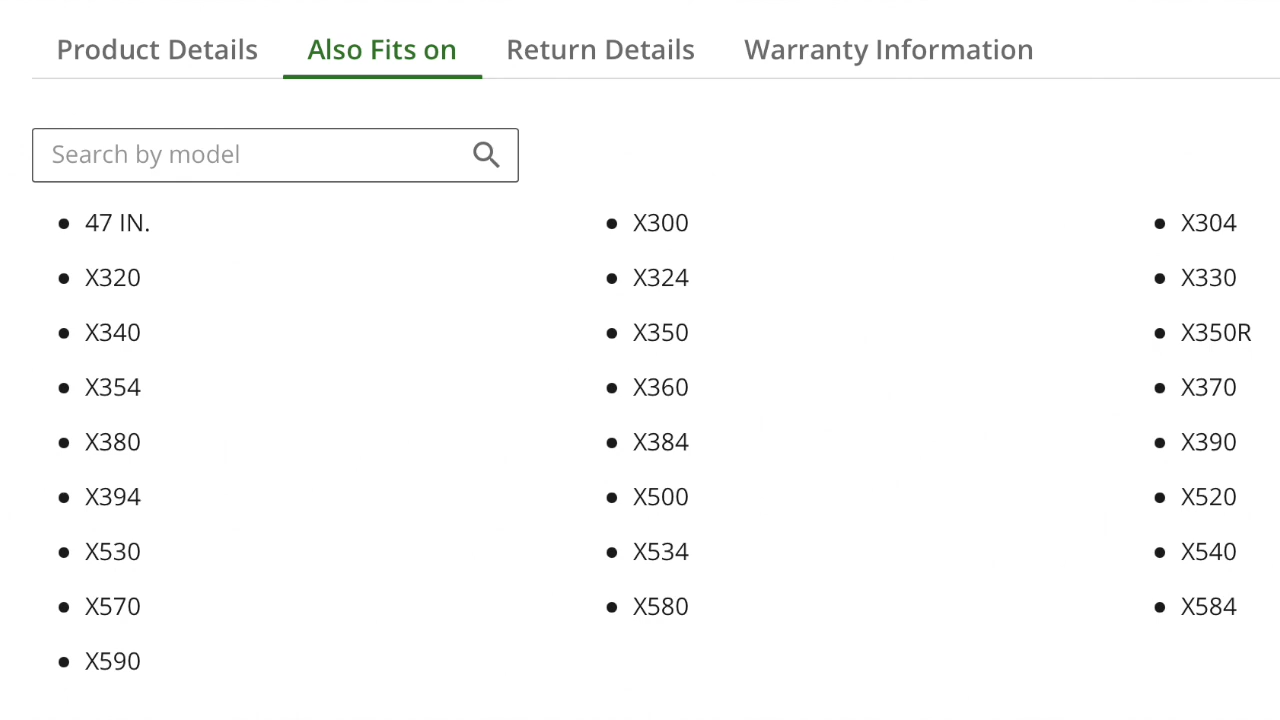 Product Details Also Fits on Return Details Warranty Information
Search by model
47 IN. X300 X304
X320 X324 X330
X340 X350 X350R
X354 X360 X370
X380 X384 X390
X394 X500 X520
X530 X534 X540
X570 X580 X584
X590